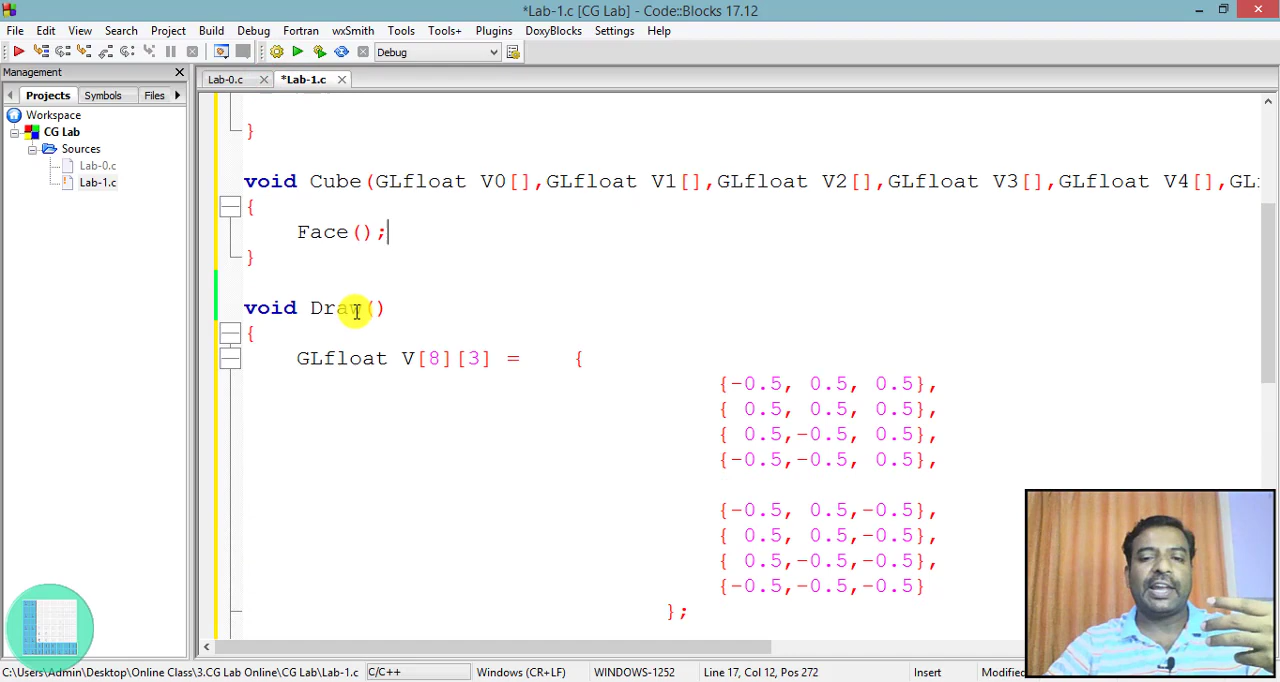 *Lab-1.c [CG Lab] - Code::Blocks 17.12
File Edit View Search Project Build Debug Fortran wxSmith Tools Tools+ Plugins DoxyBlocks Settings Help
Debug
Management
Lab-0.c *Lab-1.c
Projects Symbols Files
Workspace
CG Lab
Sources
Lab-0.c
Lab-1.c
}
void Cube(GLfloat V0[],GLfloat V1[],GLfloat V2[],GLfloat V3[],GLfloat V4[],GL
{
Face();
}
void Draw()
{
GLfloat V[8][3] = {
{-0.5, 0.5, 0.5},
{ 0.5, 0.5, 0.5},
{ 0.5,-0.5, 0.5},
{-0.5,-0.5, 0.5},
{-0.5, 0.5,-0.5},
{ 0.5, 0.5,-0.5},
{ 0.5,-0.5,-0.5},
{-0.5,-0.5,-0.5}
};
C:\Users\Admin\Desktop\Online Class\3.CG Lab Online\CG Lab\Lab-1.c C/C++ Windows (CR+LF) WINDOWS-1252 Line 17, Col 12, Pos 272 Insert Modified